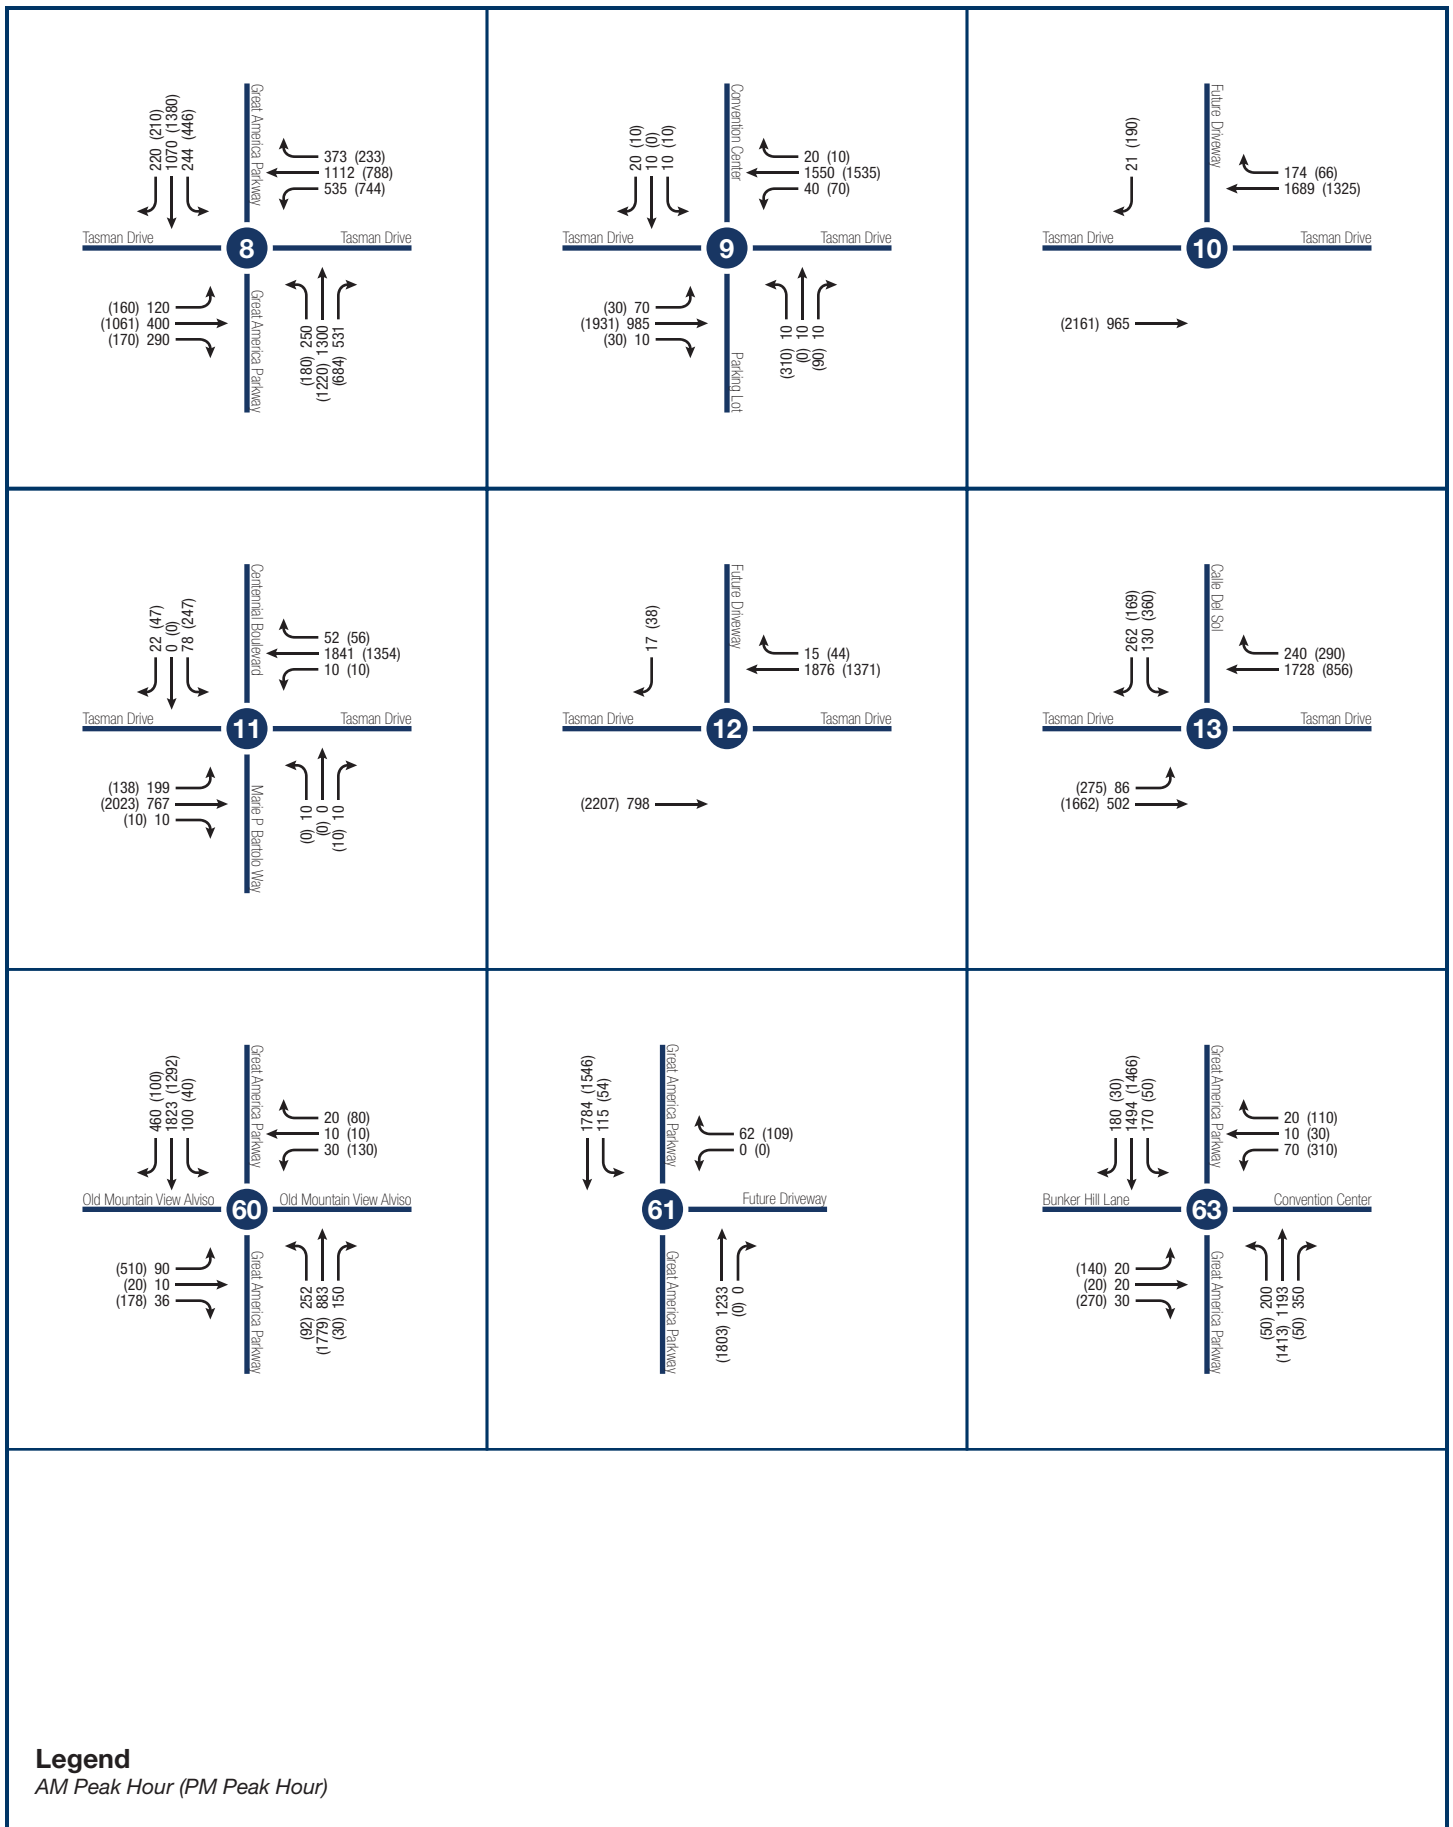 220 (210)
1070 (1380)
244 (446)
Great America Parkway
373 (233)
1112 (788)
535 (744)
Tasman Drive
8
Tasman Drive
(160) 120
(1061) 400
(170) 290
Great America Parkway
(180) 250
(1220) 1300
(684) 531
20 (10)
10 (0)
10 (10)
Convention Center
20 (10)
1550 (1535)
40 (70)
Tasman Drive
9
Tasman Drive
(30) 70
(1931) 985
(30) 10
Parking Lot
(310) 10
(0) 10
(90) 10
21 (190)
Future Driveway
174 (66)
1689 (1325)
Tasman Drive
10
Tasman Drive
(2161) 965
22 (47)
0 (0)
78 (247)
Centennial Boulevard
52 (56)
1841 (1354)
10 (10)
Tasman Drive
11
Tasman Drive
(138) 199
(2023) 767
(10) 10
Marie P Bartolo Way
(0) 10
(0) 0
(10) 10
17 (38)
Future Driveway
15 (44)
1876 (1371)
Tasman Drive
12
Tasman Drive
(2207) 798
262 (169)
130 (360)
Calle Del Sol
240 (290)
1728 (856)
Tasman Drive
13
Tasman Drive
(275) 86
(1662) 502
460 (100)
1823 (1292)
100 (40)
Great America Parkway
20 (80)
10 (10)
30 (130)
Old Mountain View Alviso
60
Old Mountain View Alviso
(510) 90
(20) 10
(178) 36
Great America Parkway
(92) 252
(1779) 883
(30) 150
1784 (1546)
115 (54)
Great America Parkway
62 (109)
0 (0)
61
Future Driveway
Great America Parkway
(1803) 1233
(0) 0
180 (30)
1494 (1466)
170 (50)
Great America Parkway
20 (110)
10 (30)
70 (310)
Bunker Hill Lane
63
Convention Center
(140) 20
(20) 20
(270) 30
Great America Parkway
(50) 200
(1413) 1193
(50) 350
Legend
AM Peak Hour (PM Peak Hour)